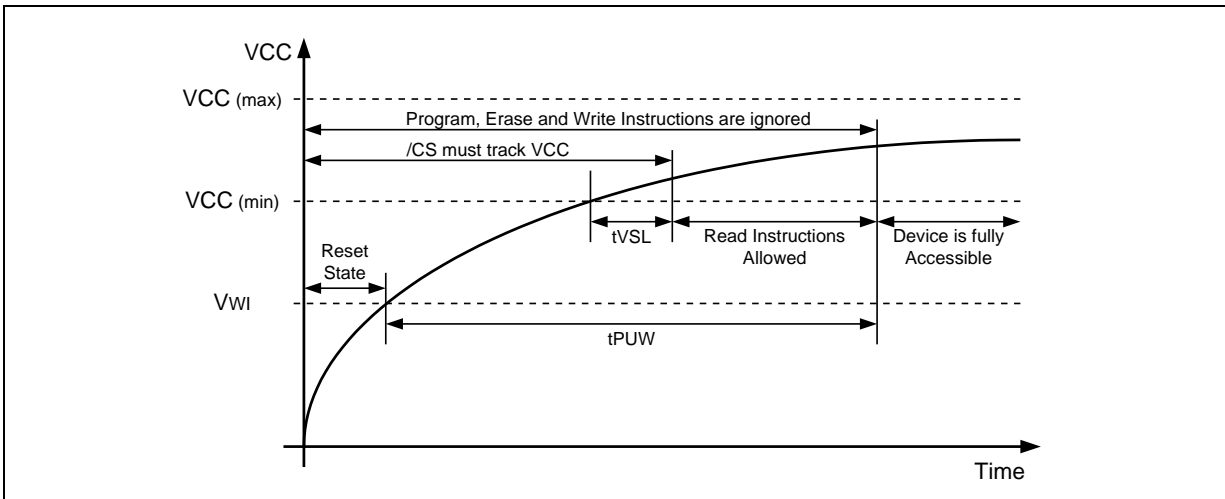 VCC
VCC (max)
Program, Erase and Write Instructions are ignored
/CS must track VCC
VCC (min)
tVSL
Read Instructions
Allowed
Device is fully
Accessible
Reset
State
VWI
tPUW
Time